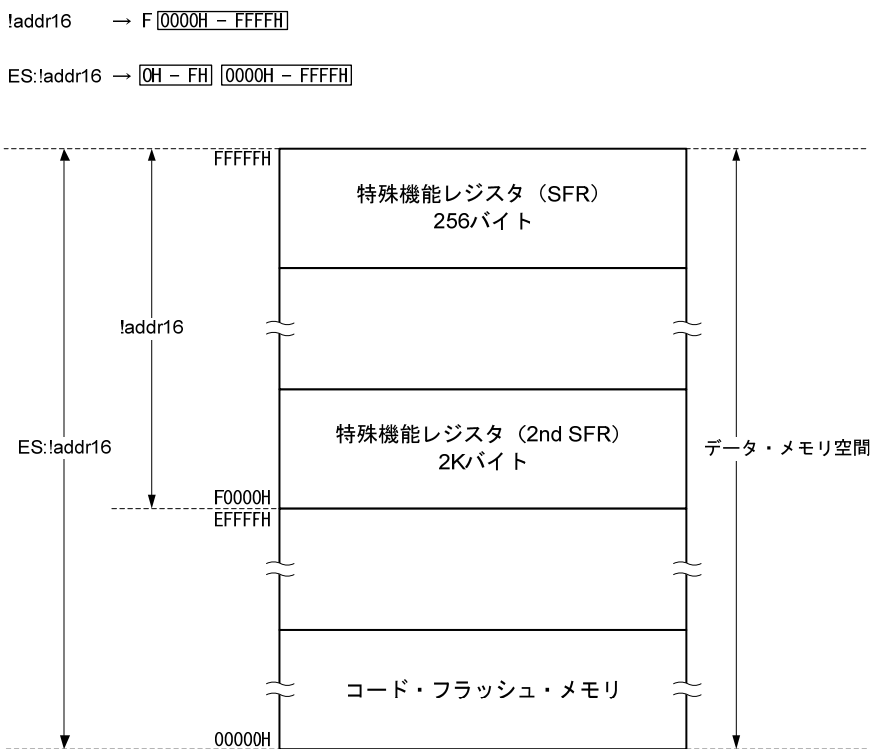 !addr16 → F 0000H – FFFFH
ES:!addr16 → 0H – FH 0000H – FFFFH
FFFFFH
特殊機能レジスタ（SFR）
256バイト
!addr16
特殊機能レジスタ（2nd SFR）
2Kバイト
ES:!addr16
データ・メモリ空間
F0000H
EFFFFH
コード・フラッシュ・メモリ
00000H